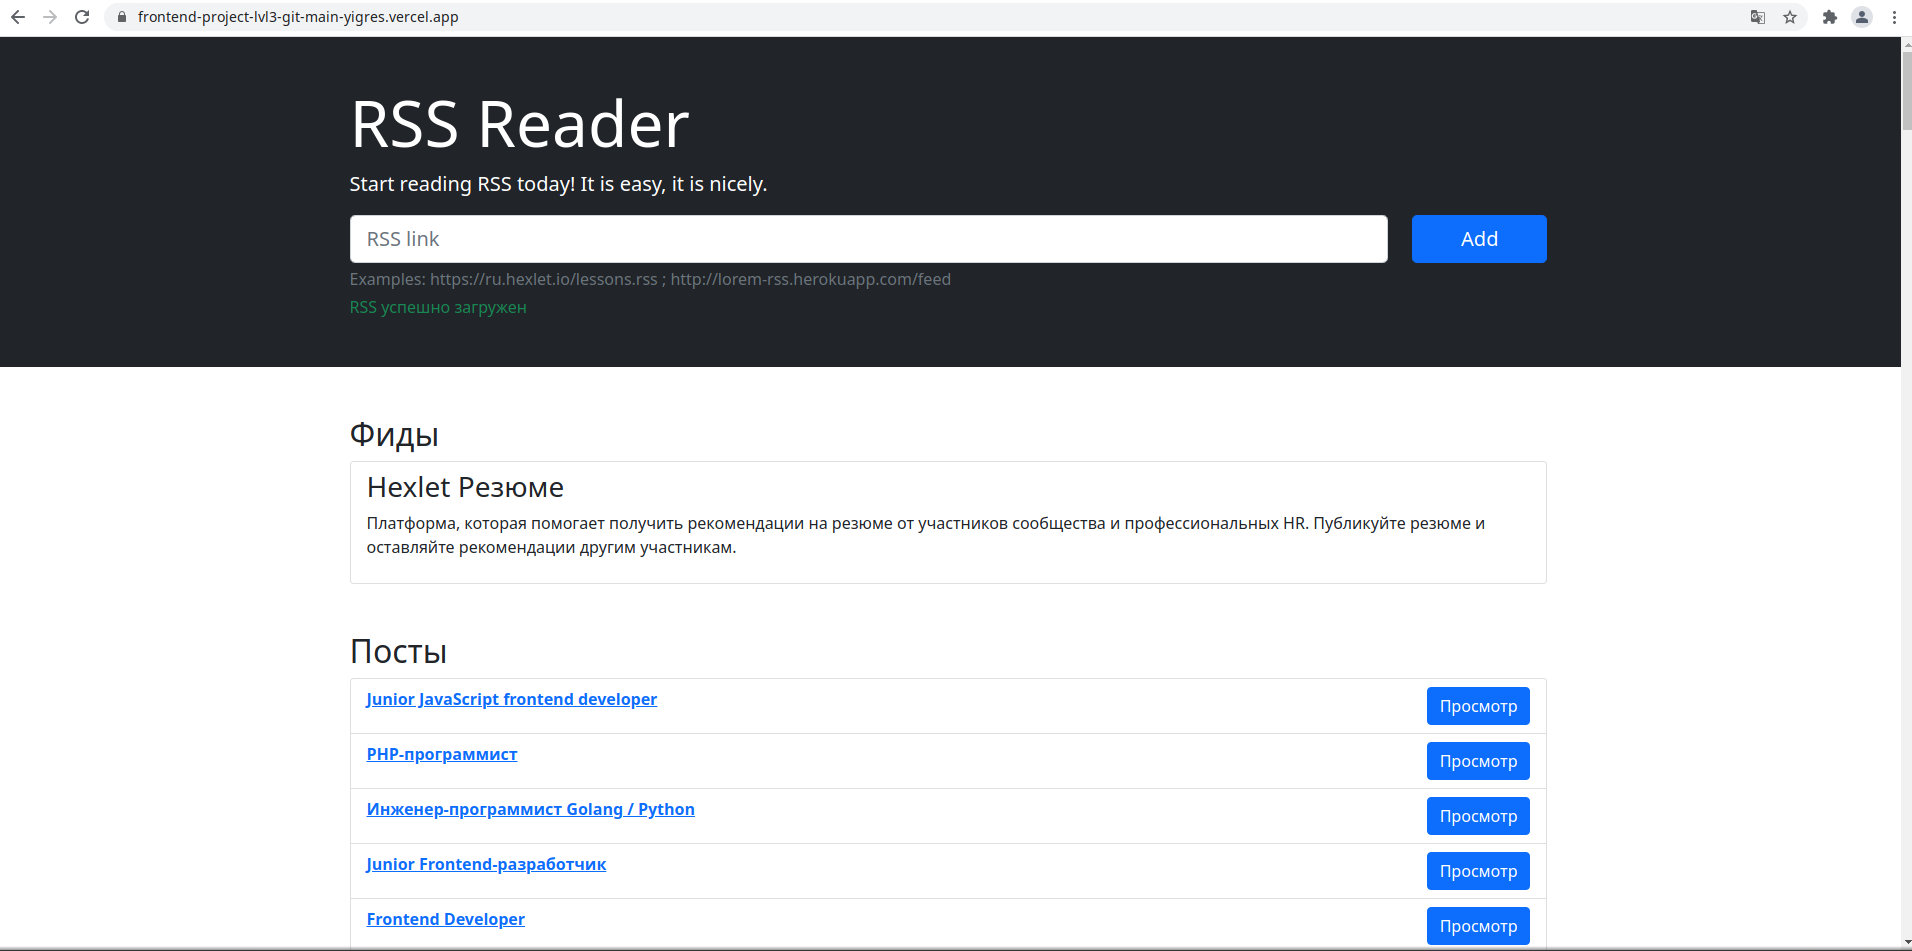 frontend-project-lvl3-git-main-yigres.vercel.app
RSS Reader
Start reading RSS today! It is easy, it is nicely.
RSS link
Add
Examples: https://ru.hexlet.io/lessons.rss ; http://lorem-rss.herokuapp.com/feed
RSS успешно загружен
Фиды
Hexlet Резюме
Платформа, которая помогает получить рекомендации на резюме от участников сообщества и профессиональных HR. Публикуйте резюме и
оставляйте рекомендации другим участникам.
Посты
Junior JavaScript frontend developer
Просмотр
PHP-программист
Просмотр
Инженер-программист Golang / Python
Просмотр
Junior Frontend-разработчик
Просмотр
Frontend Developer
Просмотр